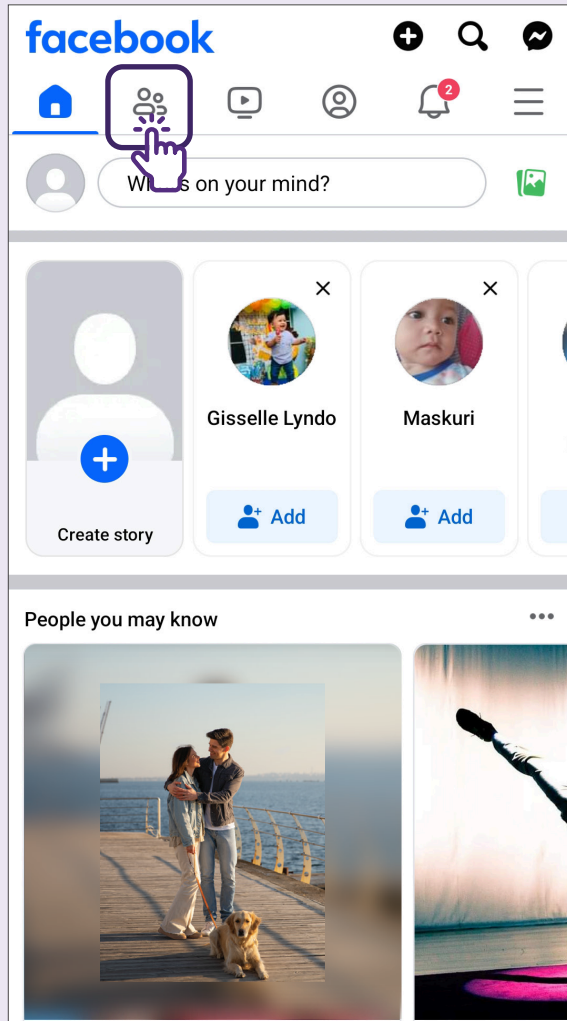 facebook
2
What's on your mind?
Gisselle Lyndo
Maskuri
Add
Add
Create story
People you may know